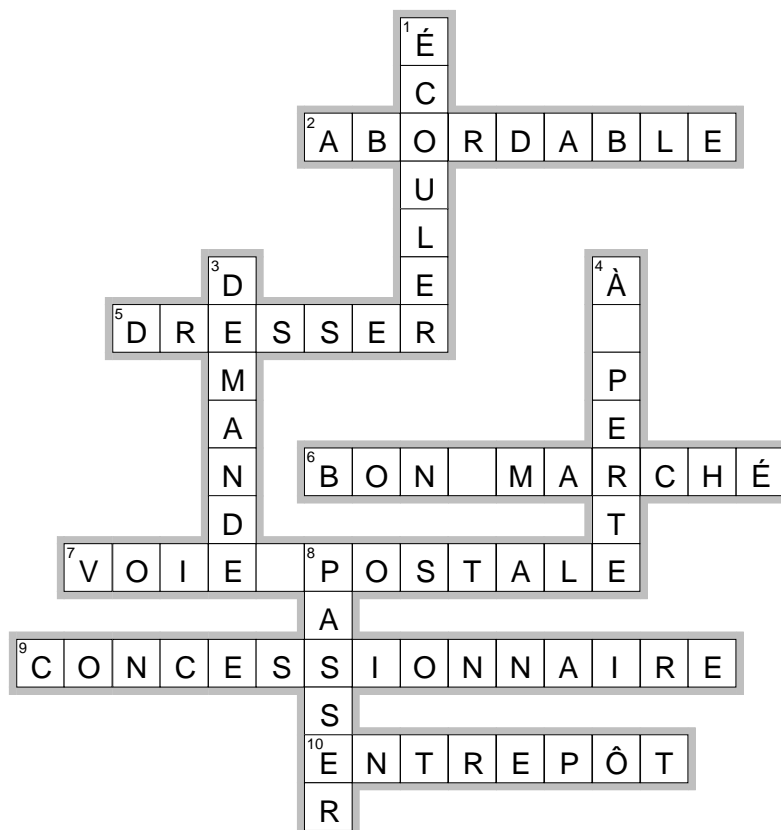 1 ÉCOULER
2 ABORDABLE
3 DEMANDE
4 À PERTE
5 DRESSER
6 BON MARCHÉ
7 VOIE POSTALE
8 PASSER
9 CONCESSIONNAIRE
10 ENTREPÔT